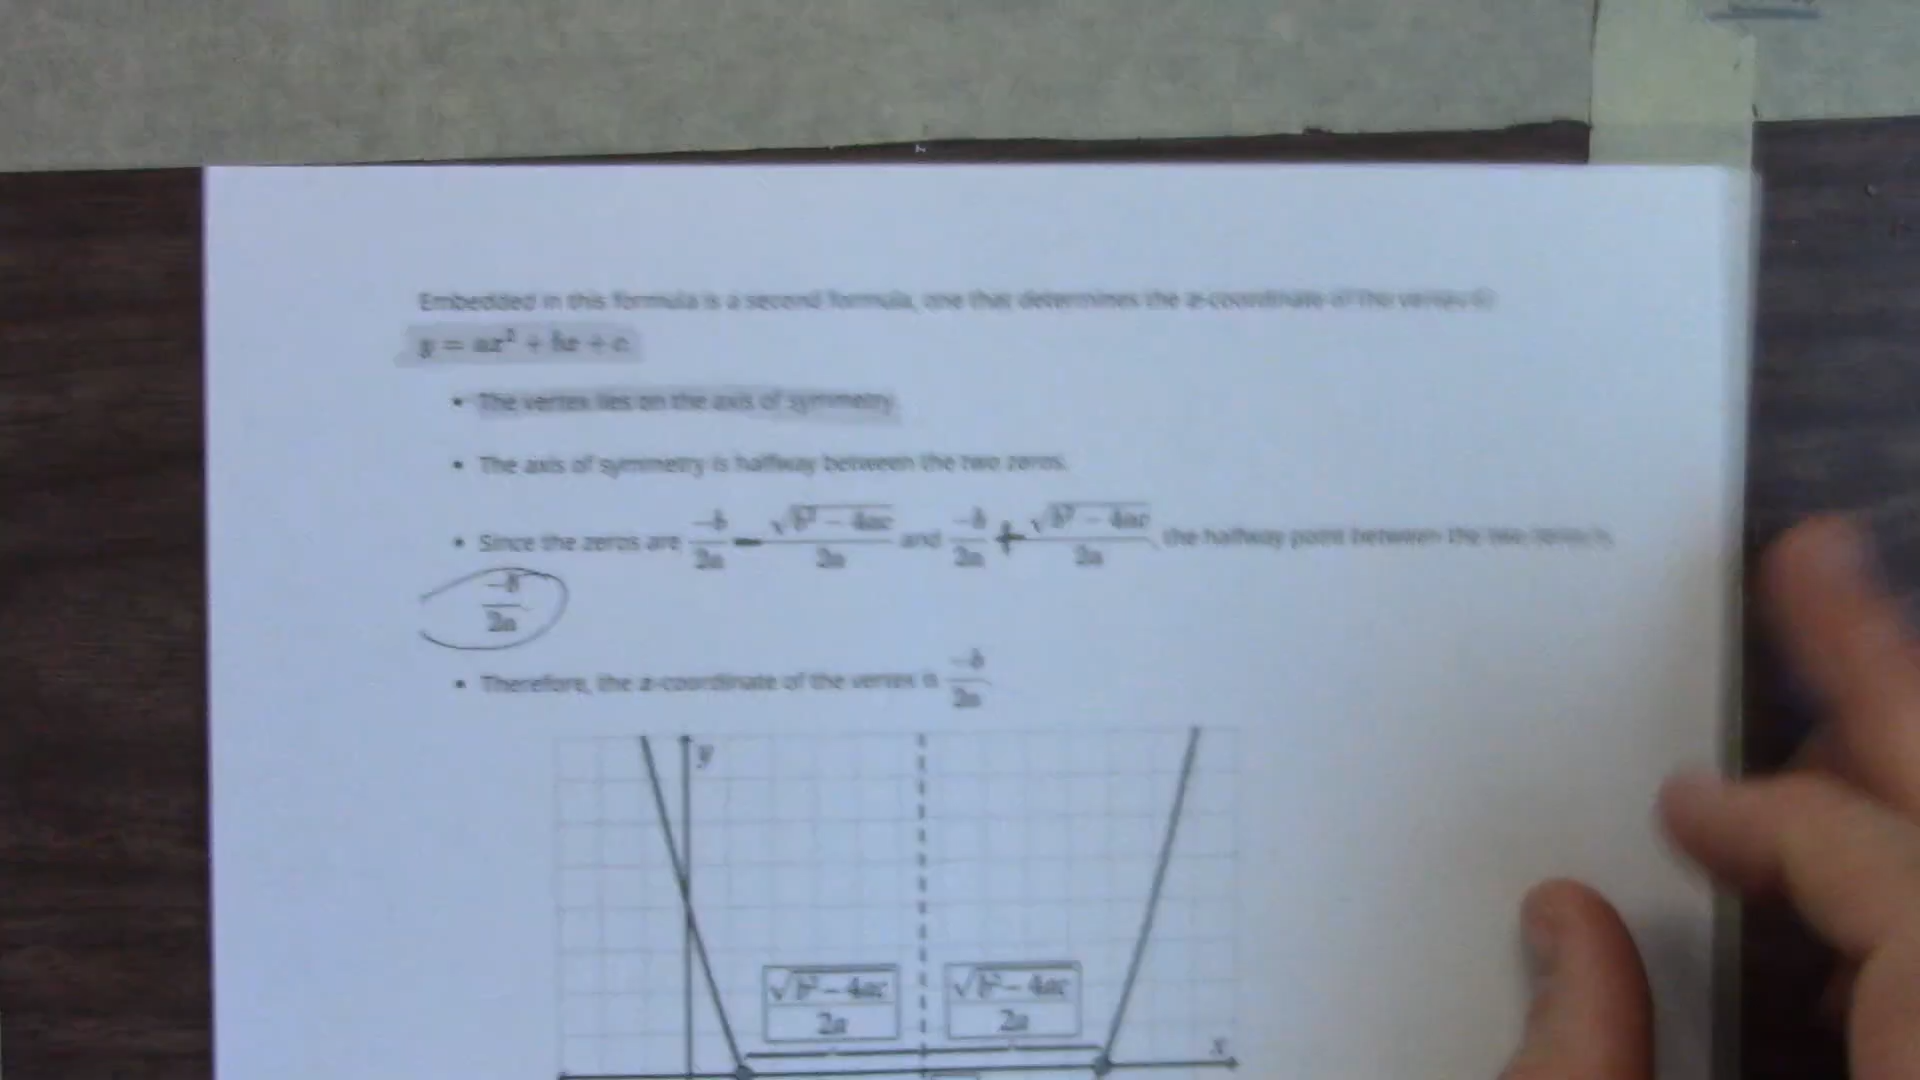 Embedded in this formula is a second formula, one that determines the x-coordinate of the vertex of
y = ax² + bx + c
• The vertex lies on the axis of symmetry.
• The axis of symmetry is halfway between the two zeros.
• Since the zeros are -b/2a - √(b² - 4ac)/2a and -b/2a + √(b² - 4ac)/2a, the halfway point between the two zeros is
-b/2a
• Therefore, the x-coordinate of the vertex is -b/2a
y
√(b² - 4ac)/2a √(b² - 4ac)/2a
x